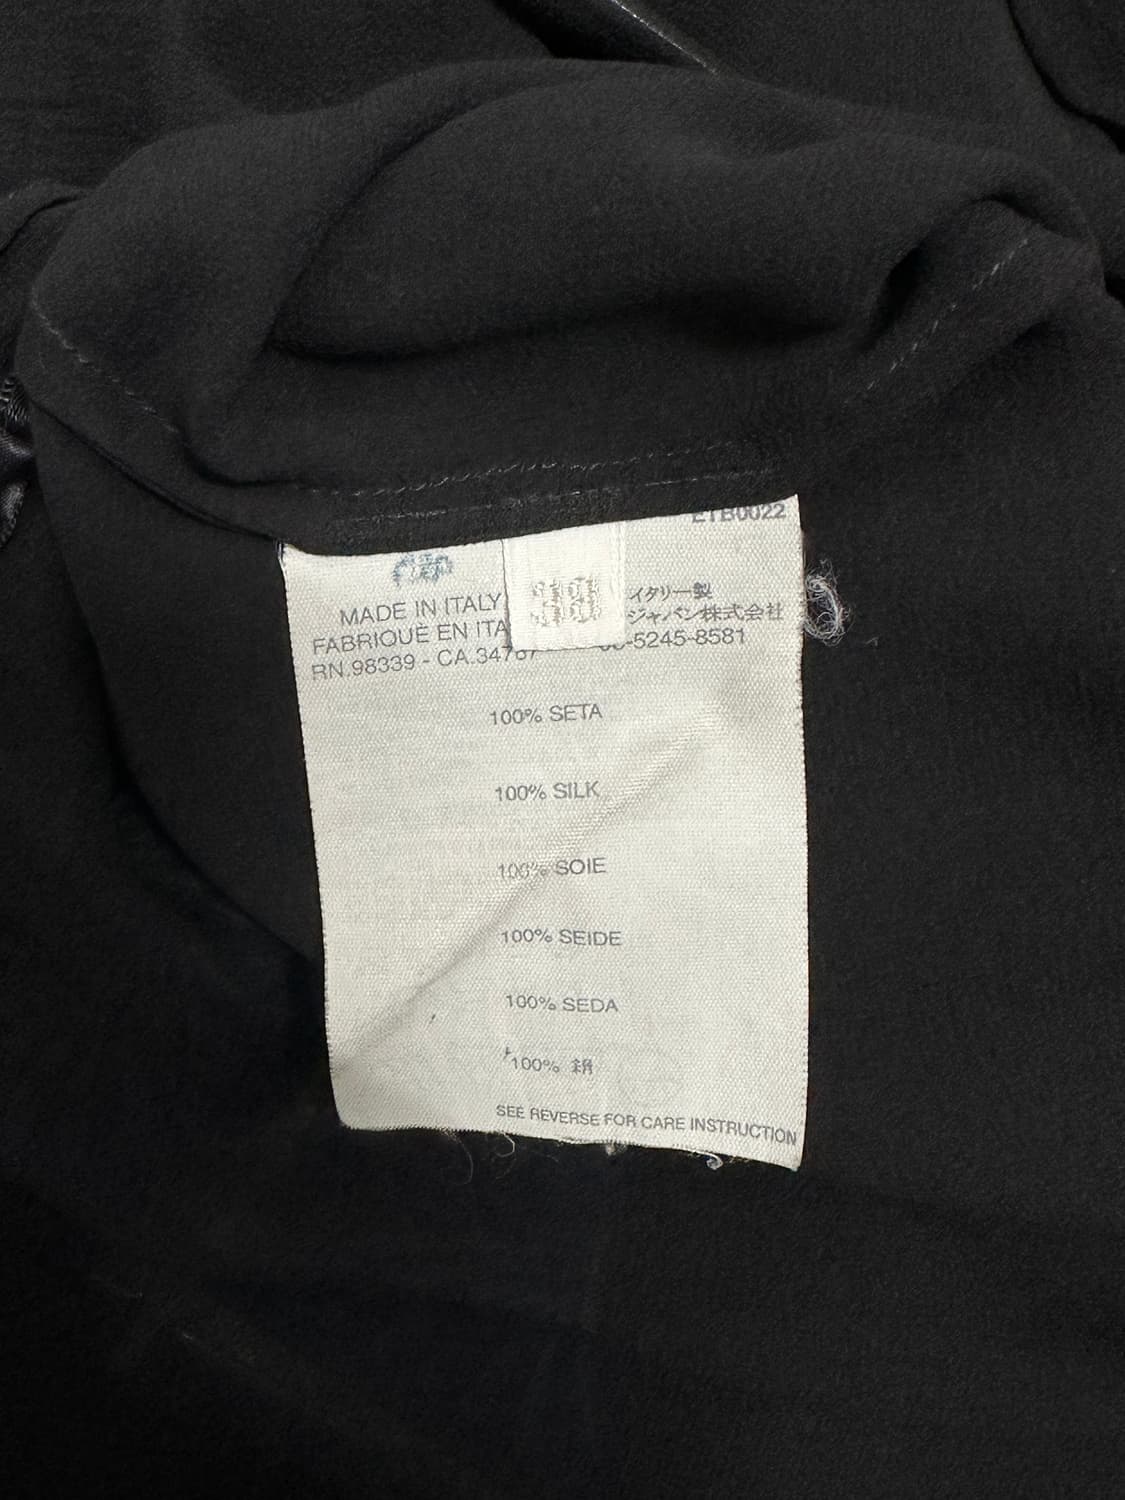 ETB0022
38
MADE IN ITALY
FABRIQUÈ EN ITA
RN.98339 - CA.34767
イタリー製
ジャパン株式会社
-5245-8581
100% SETA
100% SILK
100% SOIE
100% SEIDE
100% SEDA
100% 絹
SEE REVERSE FOR CARE INSTRUCTION